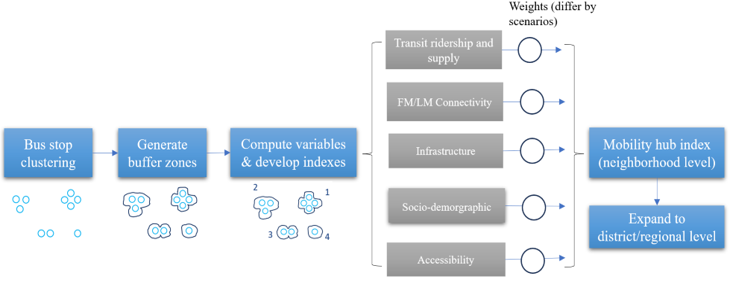 Weights (differ by
scenarios)
Transit ridership and
supply
FM/LM Connectivity
Bus stop
clustering
Generate
buffer zones
Compute variables
& develop indexes
Infrastructure
Mobility hub index
(neighborhood level)
2
1
3
4
Socio-demorgraphic
Expand to
district/regional level
Accessibility